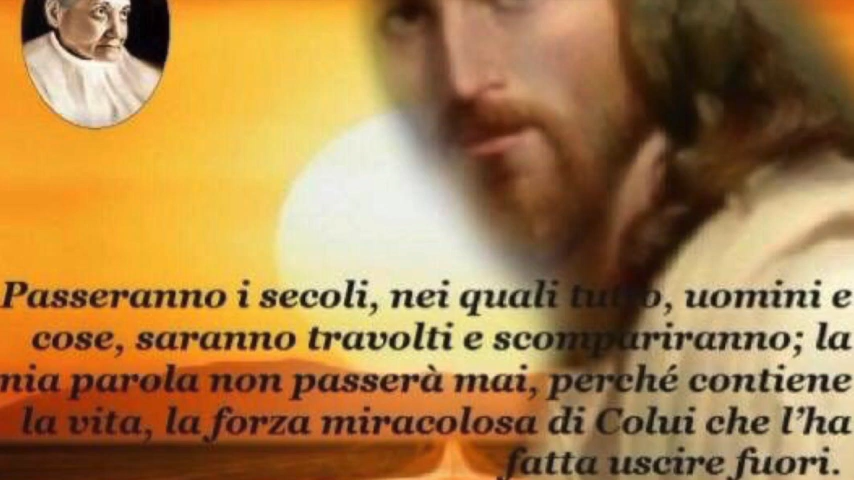 Passeranno i secoli, nei quali tutto, uomini e
cose, saranno travolti e scompariranno; la
mia parola non passerà mai, perché contiene
la vita, la forza miracolosa di Colui che l’ha
fatta uscire fuori.